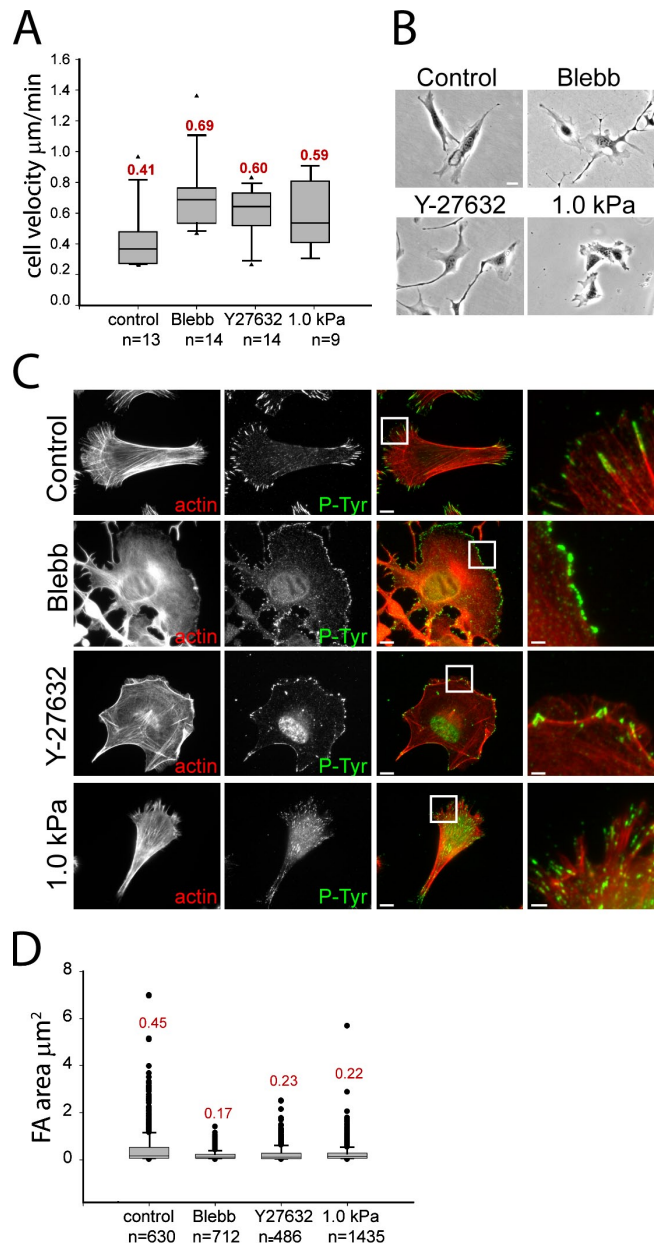 A
cell velocity μm/min
1.6
1.4
1.2
1.0
0.8
0.6
0.4
0.2
0.0
0.41
0.69
0.60
0.59
control Blebb Y27632 1.0 kPa
n=13 n=14 n=14 n=9
B
Control Blebb
Y-27632 1.0 kPa
C
Control
actin P-Tyr
Blebb
actin P-Tyr
Y-27632
actin P-Tyr
1.0 kPa
actin P-Tyr
D
FA area μm²
8
6
4
2
0
0.45
0.17
0.23
0.22
control Blebb Y27632 1.0 kPa
n=630 n=712 n=486 n=1435